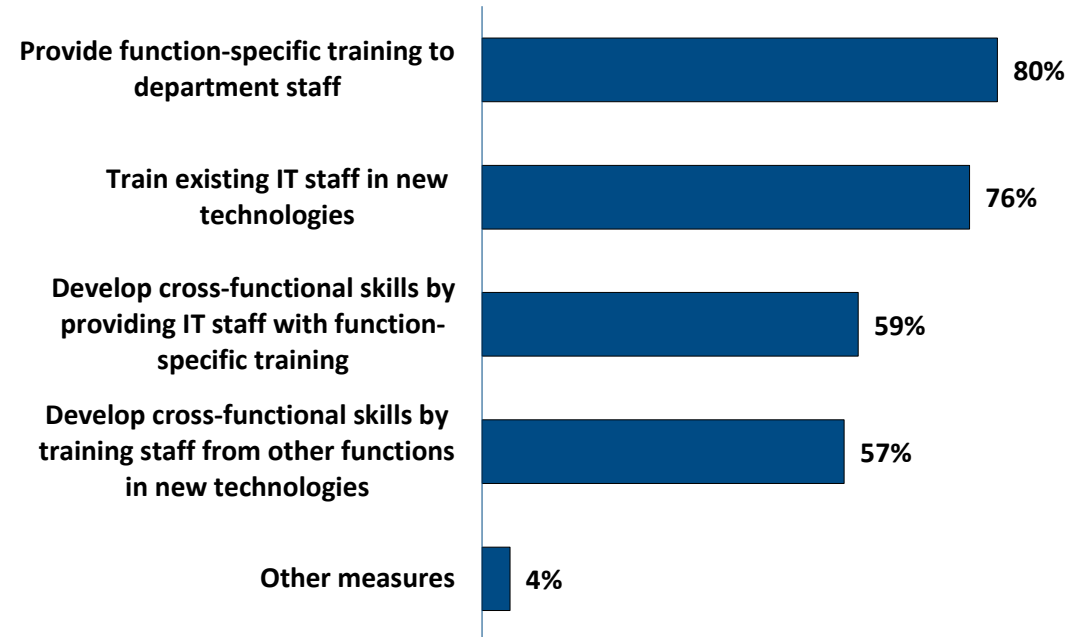 Provide function-specific training to
department staff
80%
Train existing IT staff in new
technologies
76%
Develop cross-functional skills by
providing IT staff with function-
specific training
59%
Develop cross-functional skills by
training staff from other functions
in new technologies
57%
Other measures
4%